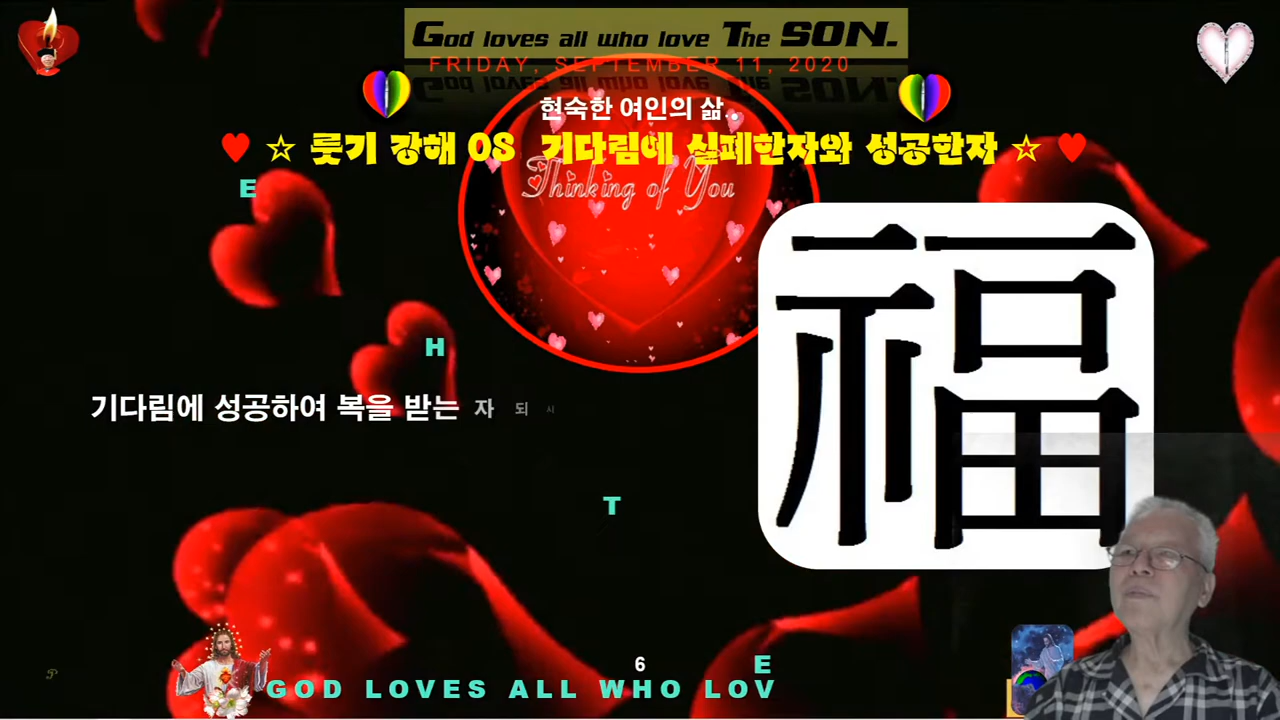 God loves all who love The SON.
FRIDAY, SEPTEMBER 11, 2020
현숙한 여인의 삶..
♥ ☆ 룻기 강해 08 기다림에 실패한자와 성공한자 ☆ ♥
Thinking of You
E
福
H
기다림에 성공하여 복을 받는 자 되 시
T
6
E
GOD LOVES ALL WHO LOV